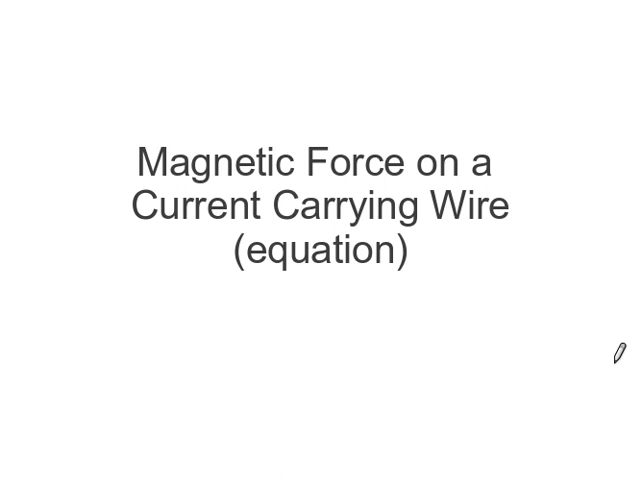 Magnetic Force on a
Current Carrying Wire
(equation)